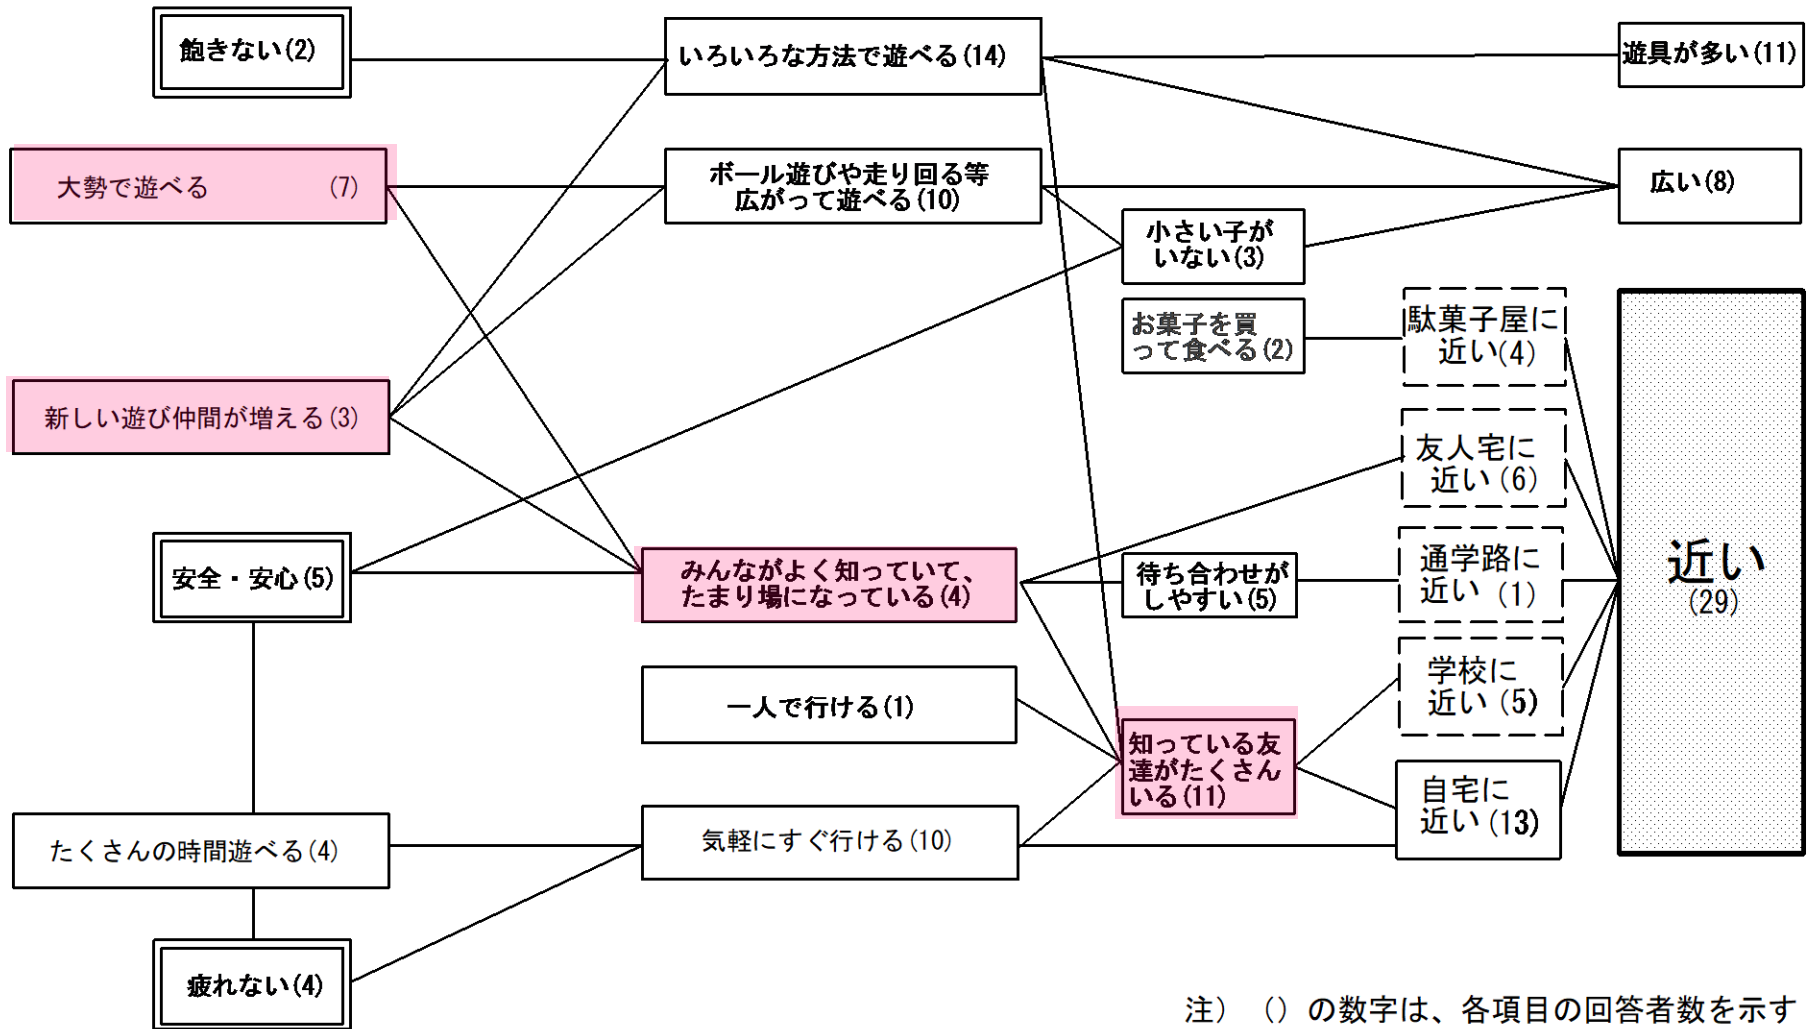 飽きない(2)
いろいろな方法で遊べる(14)
遊具が多い(11)
大勢で遊べる (7)
ボール遊びや走り回る等
広がって遊べる(10)
広い(8)
小さい子が
いない(3)
お菓子を買
って食べる(2)
駄菓子屋に
近い(4)
新しい遊び仲間が増える(3)
友人宅に
近い(6)
安全・安心(5)
みんながよく知っていて、
たまり場になっている(4)
待ち合わせが
しやすい(5)
通学路に
近い (1)
近い
(29)
一人で行ける(1)
知っている友
達がたくさん
いる(11)
学校に
近い(5)
自宅に
近い(13)
たくさんの時間遊べる(4)
気軽にすぐ行ける(10)
疲れない(4)
注） （）の数字は、各項目の回答者数を示す